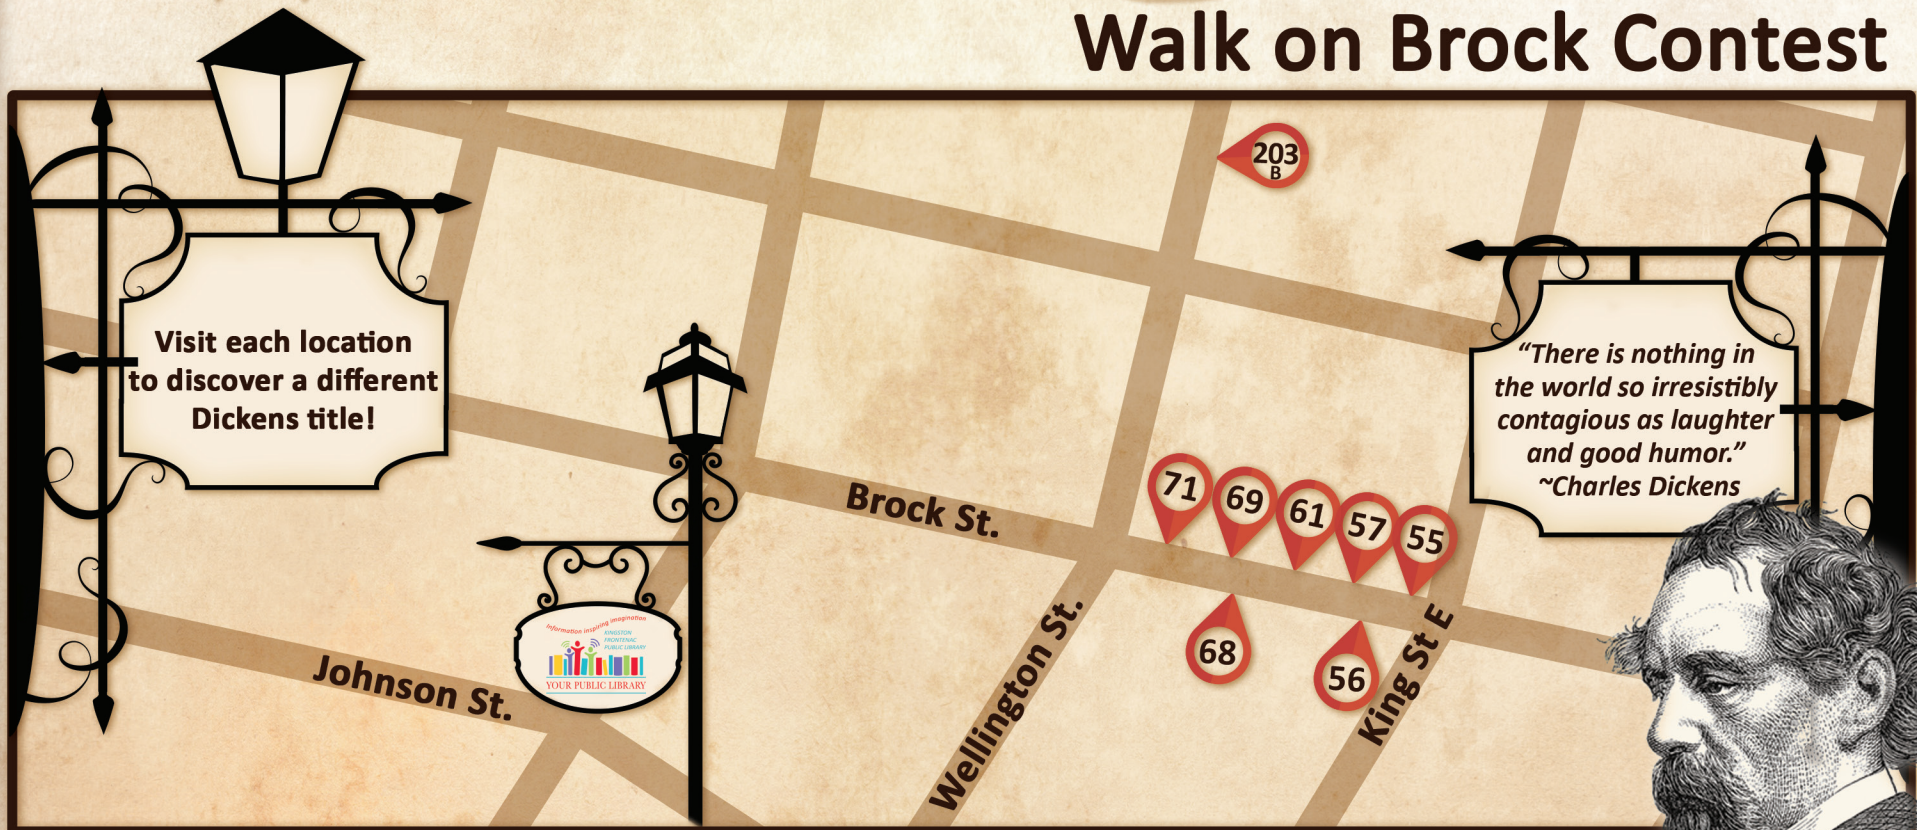 Walk on Brock Contest
203
B
Visit each location
to discover a different
Dickens title!
“There is nothing in
the world so irresistibly
contagious as laughter
and good humor.”
~Charles Dickens
71
69
61
57
55
Brock St.
68
56
King St E
Wellington St.
Johnson St.
Information inspiring imagination
KINGSTON
FRONTENAC
PUBLIC LIBRARY
YOUR PUBLIC LIBRARY